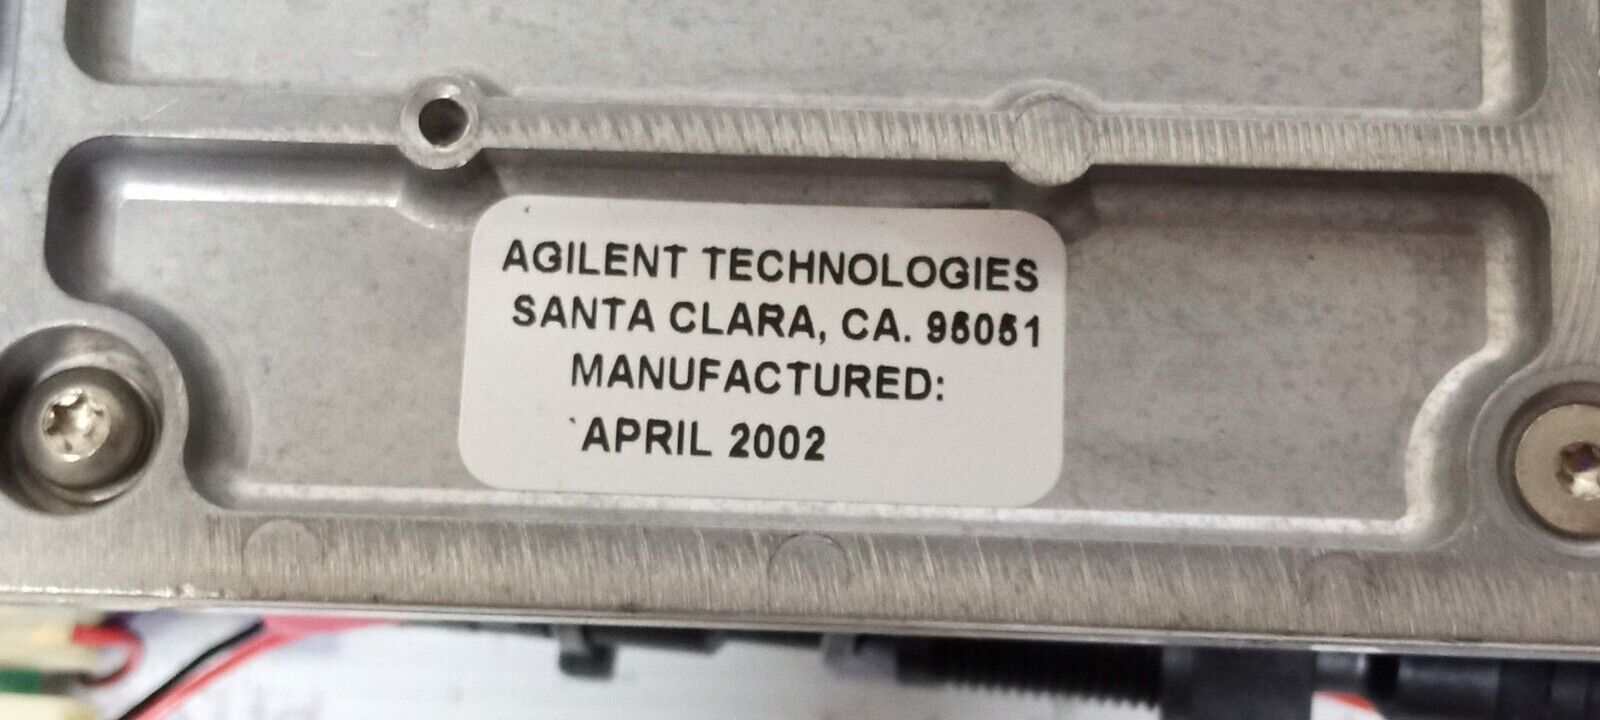 AGILENT TECHNOLOGIES
SANTA CLARA, CA. 95051
MANUFACTURED:
APRIL 2002